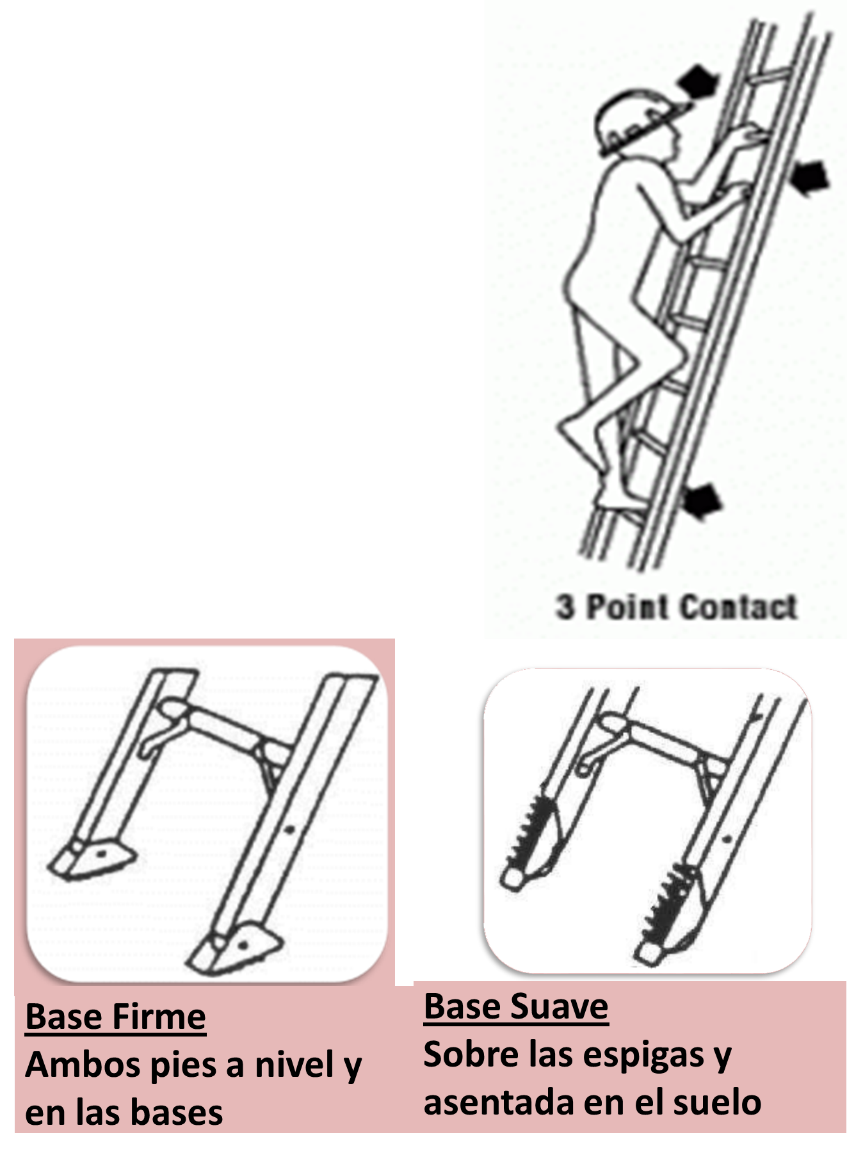 3 Point Contact
Base Firme
Ambos pies a nivel y
en las bases
Base Suave
Sobre las espigas y
asentada en el suelo